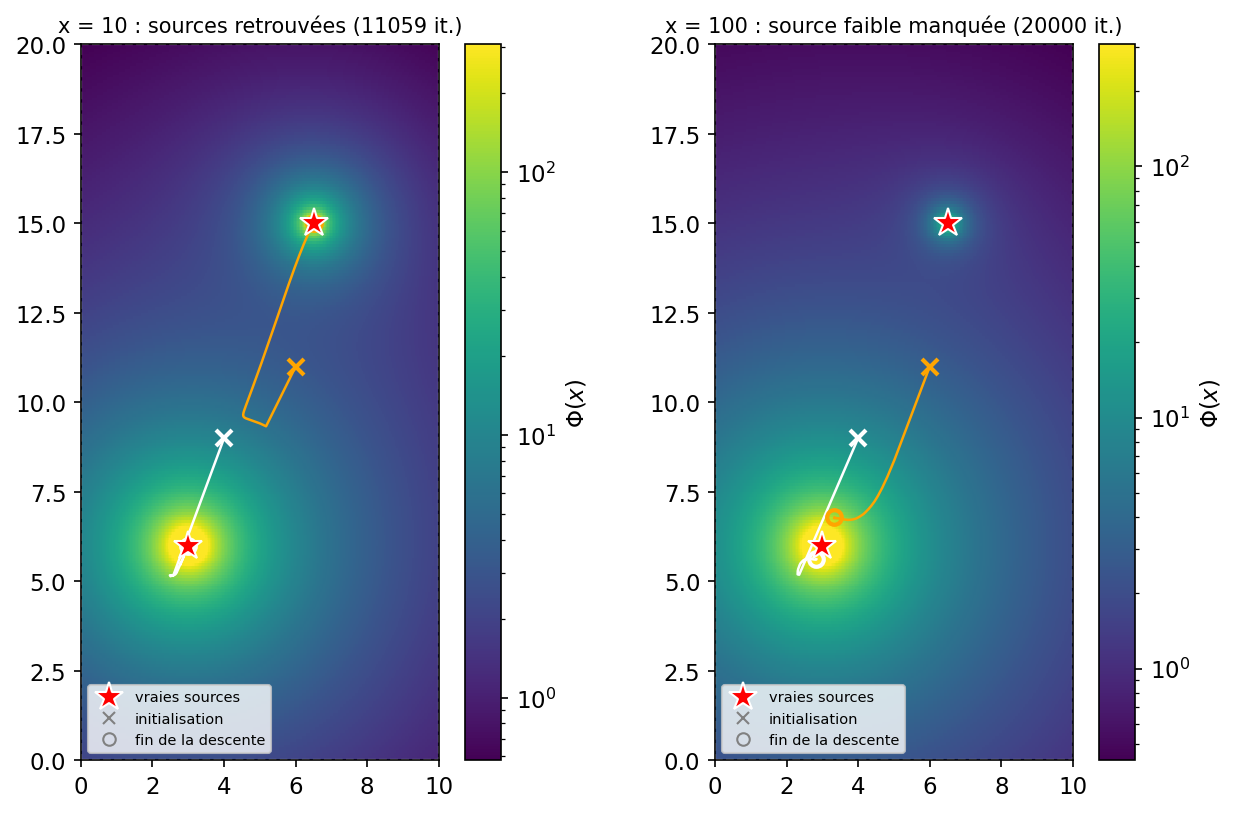 x = 10 : sources retrouvées (11059 it.)
20.0
17.5
15.0
12.5
10.0
7.5
5.0
2.5
0.0
0 2 4 6 8 10
vraies sources
initialisation
fin de la descente
10²
10¹
10⁰
Φ(x)
x = 100 : source faible manquée (20000 it.)
20.0
17.5
15.0
12.5
10.0
7.5
5.0
2.5
0.0
0 2 4 6 8 10
vraies sources
initialisation
fin de la descente
10²
10¹
10⁰
Φ(x)